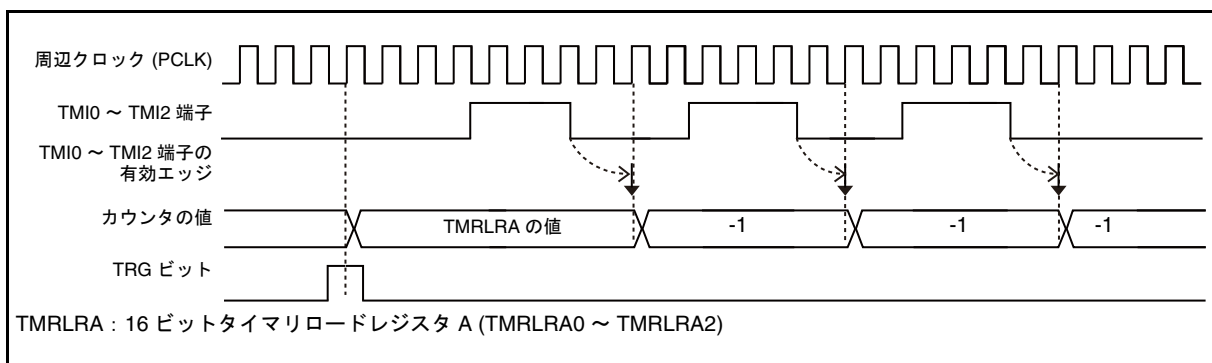 周辺クロック (PCLK)
TMI0 ~ TMI2 端子
TMI0 ~ TMI2 端子の
有効エッジ
カウンタの値
TMRLRA の値
-1
-1
-1
TRG ビット
TMRLRA : 16 ビットタイマリロードレジスタ A (TMRLRA0 ~ TMRLRA2)